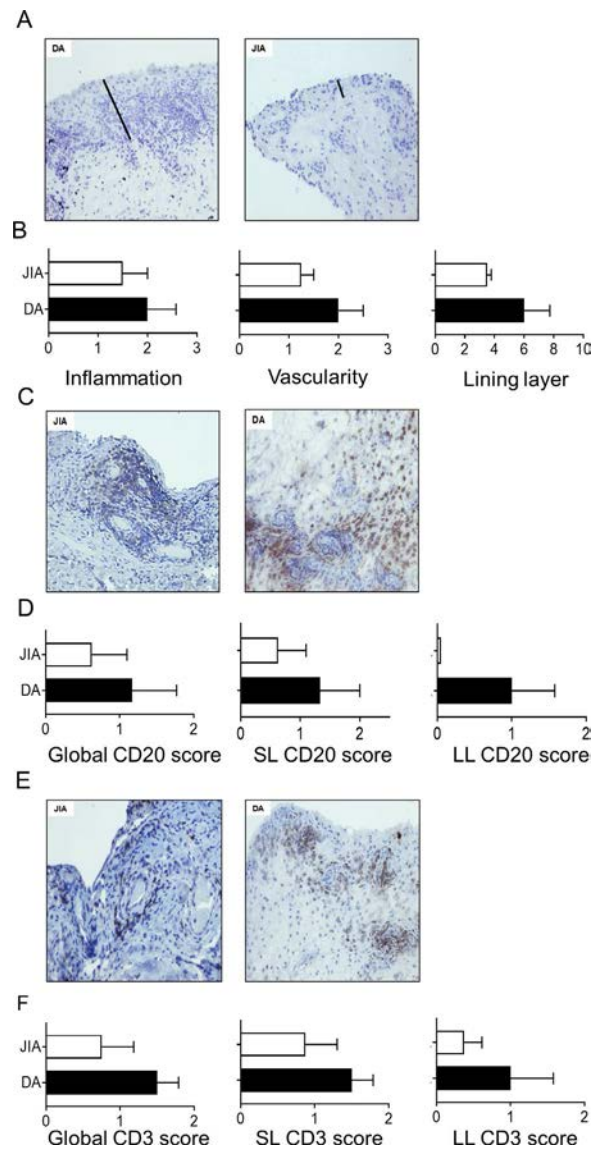 A
DA JIA
B
JIA
DA
0 1 2 3 0 1 2 3 0 2 4 6 8 10
Inflammation Vascularity Lining layer
C
JIA DA
D
JIA
DA
0 1 2 0 1 2 0 1 2
Global CD20 score SL CD20 score LL CD20 score
E
JIA DA
F
JIA
DA
0 1 2 0 1 2 0 1 2
Global CD3 score SL CD3 score LL CD3 score